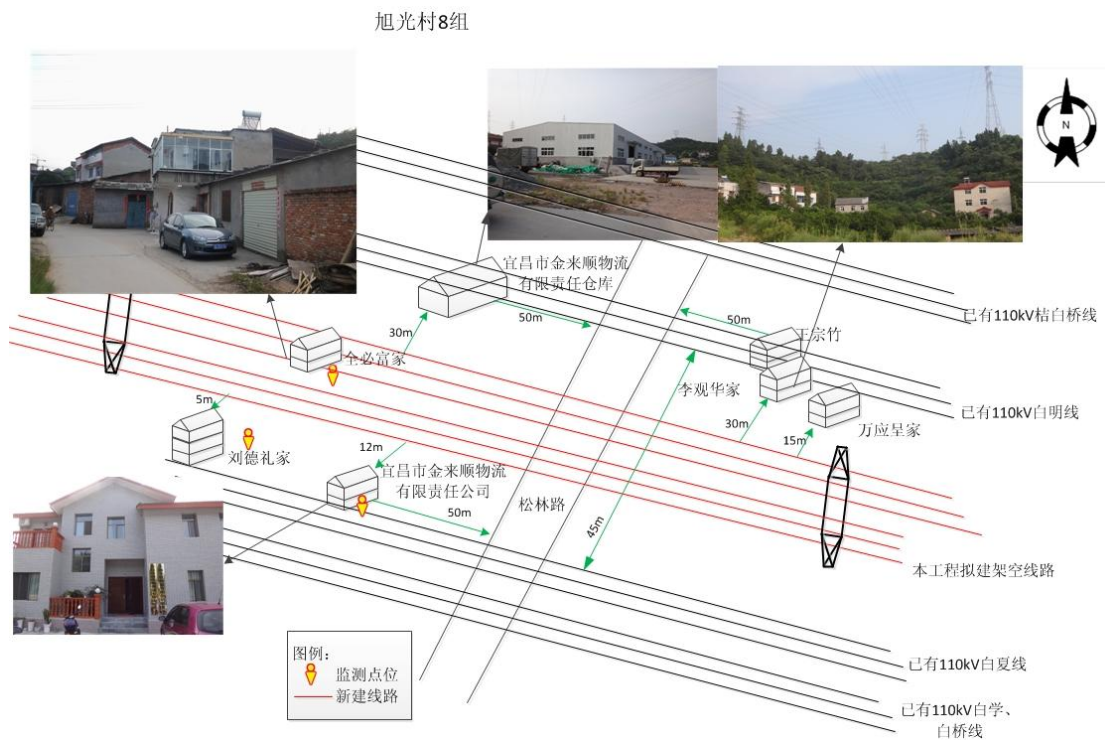 旭光村8组
N
宜昌市金来顺物流
有限责任仓库
50m
30m
全必富家
50m
王宗竹
已有110kV桔白桥线
李观华家
30m
万应呈家
15m
已有110kV白明线
5m
刘德礼家
12m
宜昌市金来顺物流
有限责任公司
50m
松林路
45m
本工程拟建架空线路
图例：
监测点位
新建线路
已有110kV白夏线
已有110kV白学、
白桥线